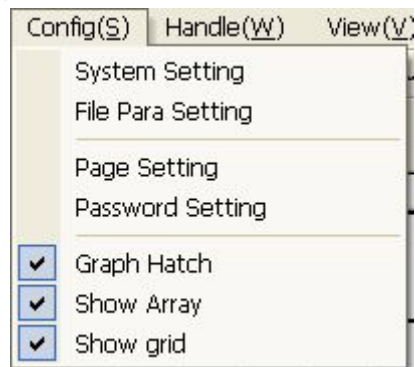 Config(S) Handle(W) View(V)
System Setting
File Para Setting
Page Setting
Password Setting
Graph Hatch
Show Array
Show grid